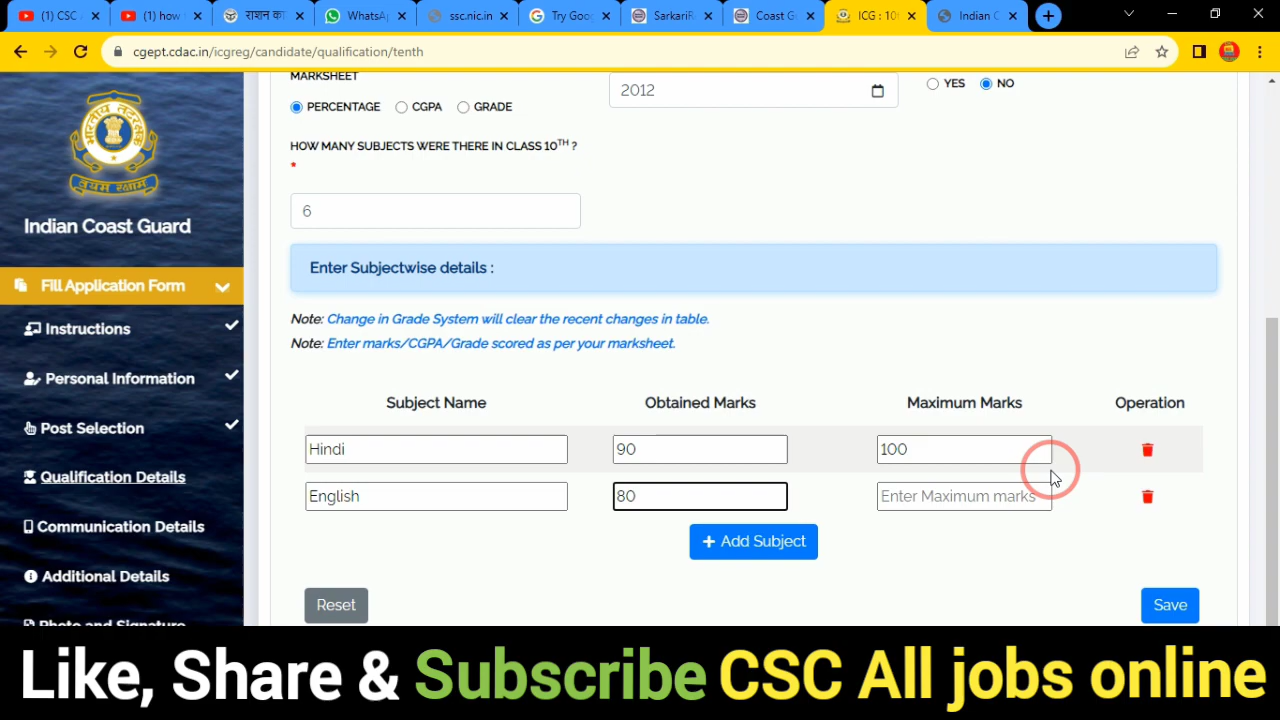 (1) CSC A
(1) how
राशन का
WhatsA
ssc.nic.in
Try Goo
SarkariR
Coast G
ICG : 10
Indian C
cgept.cdac.in/icgreg/candidate/qualification/tenth
Indian Coast Guard
Fill Application Form
Instructions
Personal Information
Post Selection
Qualification Details
Communication Details
Additional Details
Photo and Signature
MARKSHEET
PERCENTAGE CGPA GRADE
2012
YES NO
HOW MANY SUBJECTS WERE THERE IN CLASS 10TH ?
*
6
Enter Subjectwise details :
Note: Change in Grade System will clear the recent changes in table.
Note: Enter marks/CGPA/Grade scored as per your marksheet.
Subject Name Obtained Marks Maximum Marks Operation
Hindi 90 100
English 80 Enter Maximum marks
+ Add Subject
Reset Save
Like, Share & Subscribe CSC All jobs online